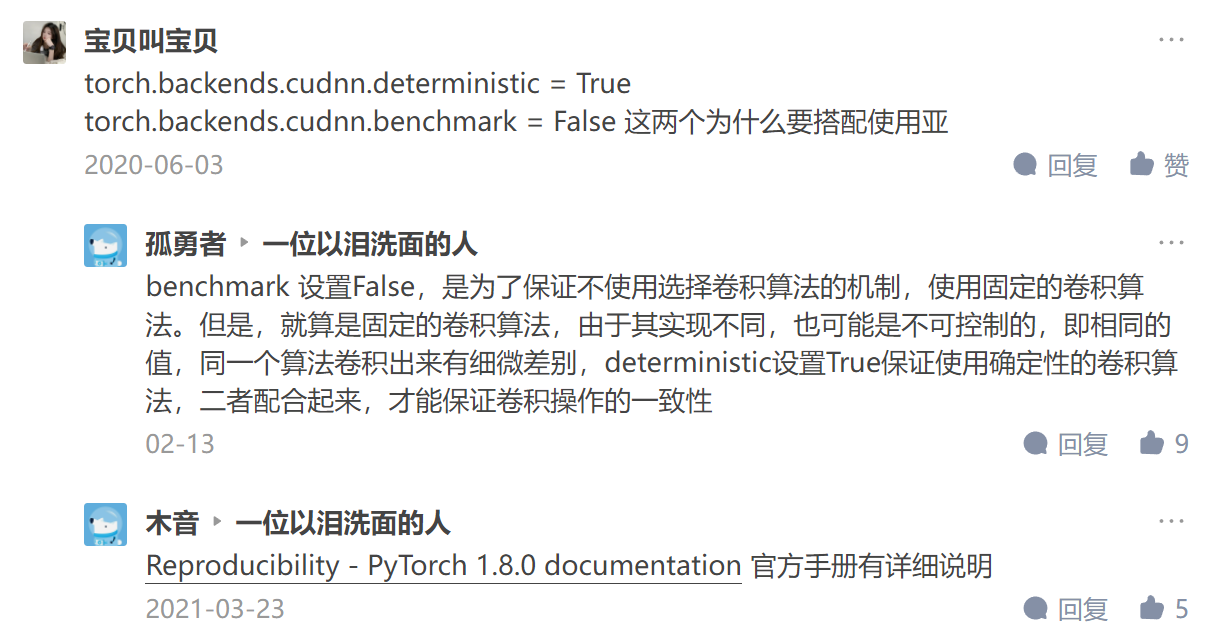 宝贝叫宝贝
torch.backends.cudnn.deterministic = True
torch.backends.cudnn.benchmark = False 这两个为什么要搭配使用亚
2020-06-03
回复 赞
孤勇者 一位以泪洗面的人
benchmark 设置False，是为了保证不使用选择卷积算法的机制，使用固定的卷积算
法。但是，就算是固定的卷积算法，由于其实现不同，也可能是不可控制的，即相同的
值，同一个算法卷积出来有细微差别，deterministic设置True保证使用确定性的卷积算
法，二者配合起来，才能保证卷积操作的一致性
02-13
回复 9
木音 一位以泪洗面的人
Reproducibility - PyTorch 1.8.0 documentation 官方手册有详细说明
2021-03-23
回复 5